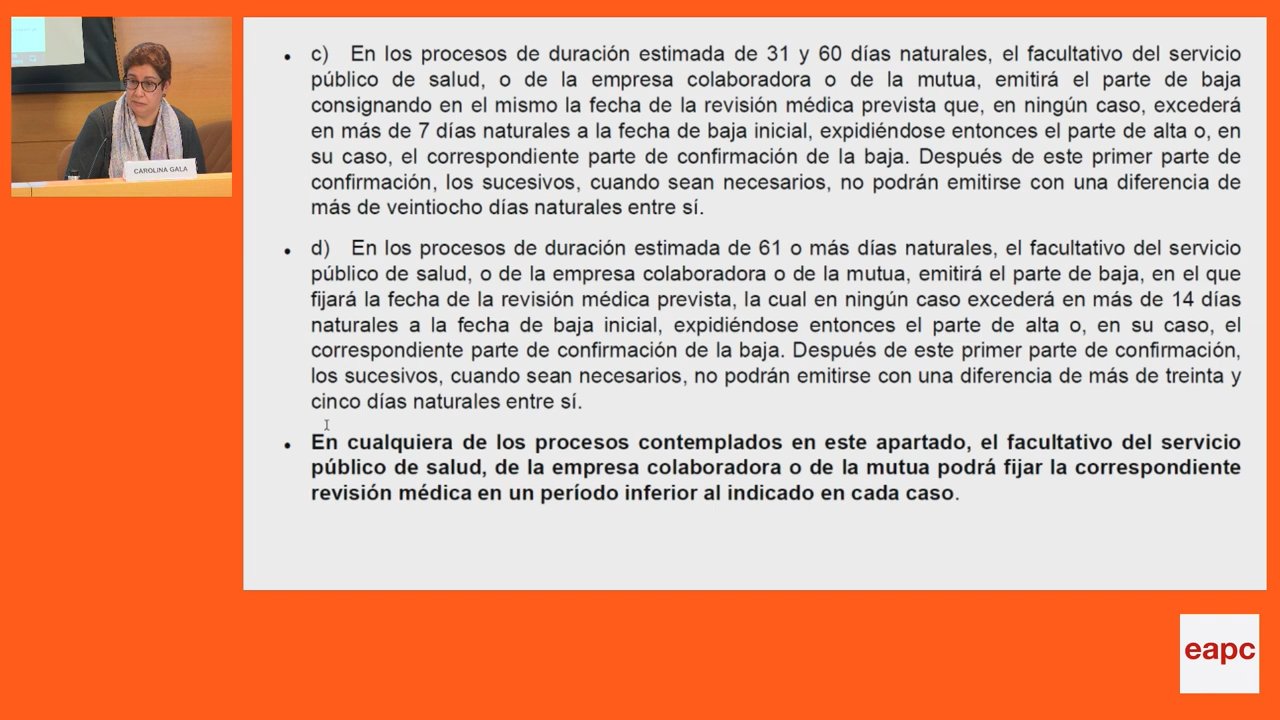 CAROLINA GALA
• c) En los procesos de duración estimada de 31 y 60 días naturales, el facultativo del servicio
público de salud, o de la empresa colaboradora o de la mutua, emitirá el parte de baja
consignando en el mismo la fecha de la revisión médica prevista que, en ningún caso, excederá
en más de 7 días naturales a la fecha de baja inicial, expidiéndose entonces el parte de alta o, en
su caso, el correspondiente parte de confirmación de la baja. Después de este primer parte de
confirmación, los sucesivos, cuando sean necesarios, no podrán emitirse con una diferencia de
más de veintiocho días naturales entre sí.
• d) En los procesos de duración estimada de 61 o más días naturales, el facultativo del servicio
público de salud, o de la empresa colaboradora o de la mutua, emitirá el parte de baja, en el que
fijará la fecha de la revisión médica prevista, la cual en ningún caso excederá en más de 14 días
naturales a la fecha de baja inicial, expidiéndose entonces el parte de alta o, en su caso, el
correspondiente parte de confirmación de la baja. Después de este primer parte de confirmación,
los sucesivos, cuando sean necesarios, no podrán emitirse con una diferencia de más de treinta y
cinco días naturales entre sí.
• En cualquiera de los procesos contemplados en este apartado, el facultativo del servicio
público de salud, de la empresa colaboradora o de la mutua podrá fijar la correspondiente
revisión médica en un período inferior al indicado en cada caso.
eapc